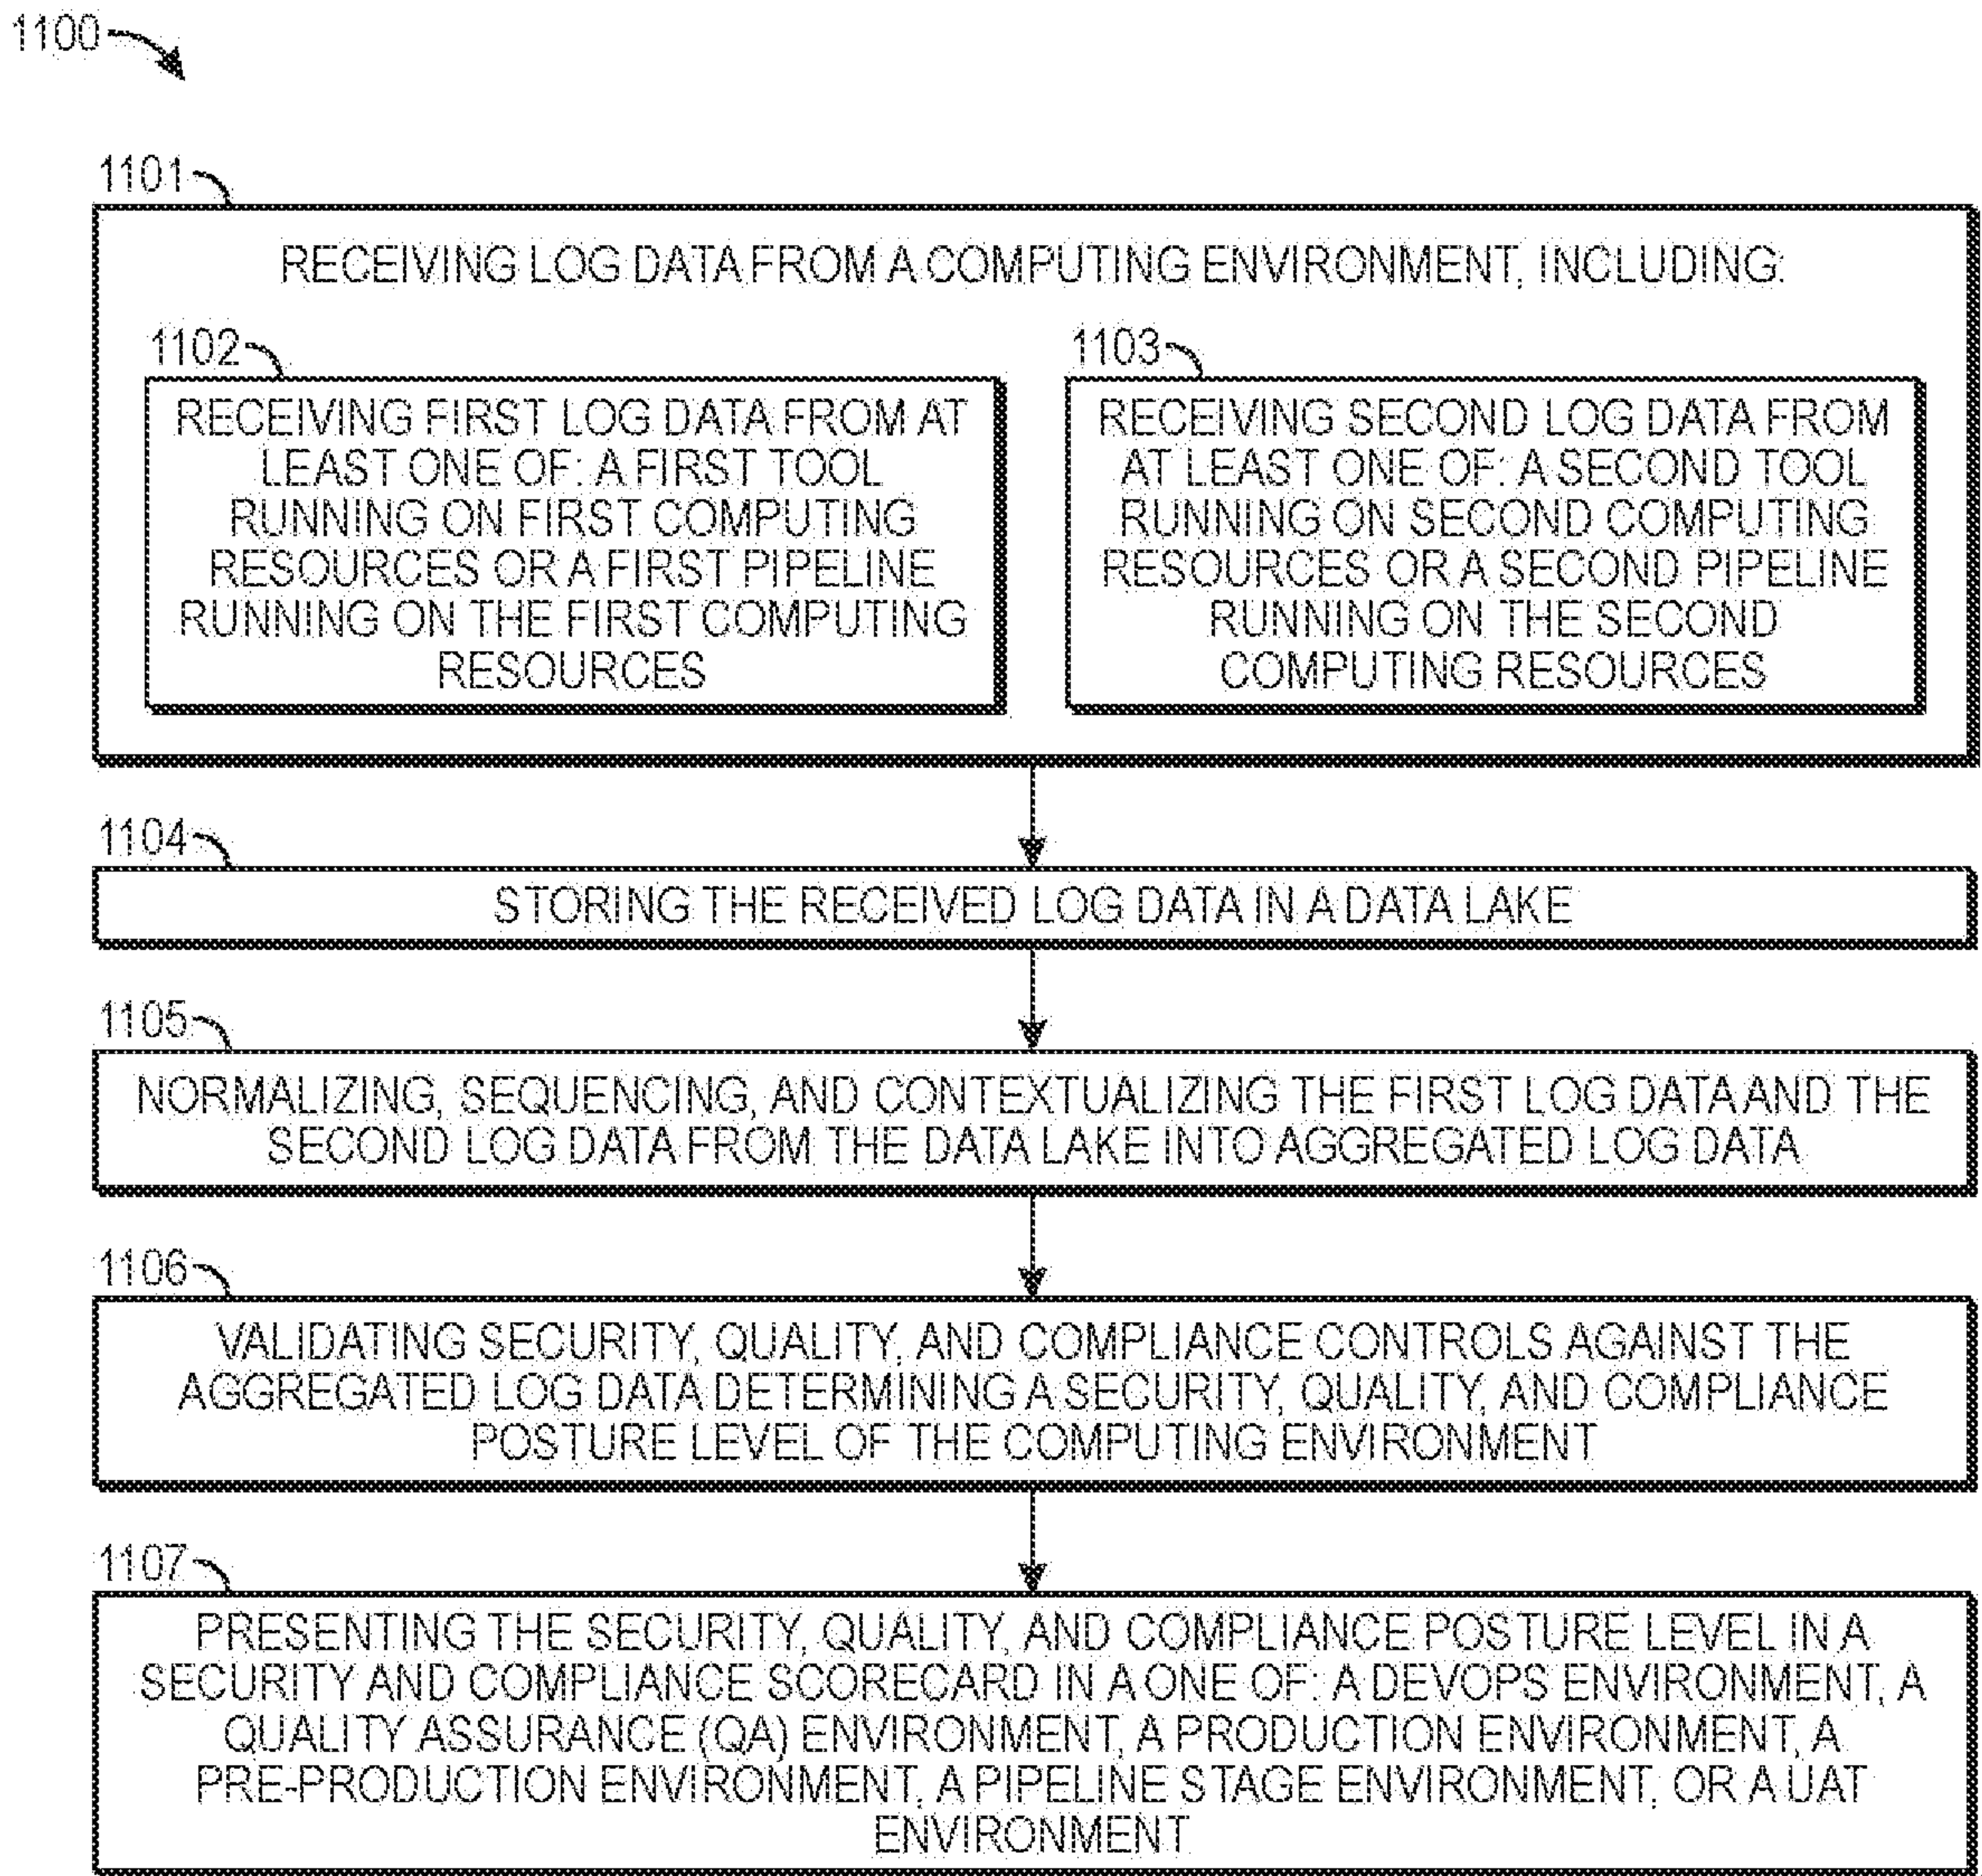 1100
1101
RECEIVING LOG DATA FROM A COMPUTING ENVIRONMENT, INCLUDING:
1102
RECEIVING FIRST LOG DATA FROM AT
LEAST ONE OF: A FIRST TOOL
RUNNING ON FIRST COMPUTING
RESOURCES OR A FIRST PIPELINE
RUNNING ON THE FIRST COMPUTING
RESOURCES
1103
RECEIVING SECOND LOG DATA FROM
AT LEAST ONE OF: A SECOND TOOL
RUNNING ON SECOND COMPUTING
RESOURCES OR A SECOND PIPELINE
RUNNING ON THE SECOND
COMPUTING RESOURCES
1104
STORING THE RECEIVED LOG DATA IN A DATA LAKE
1105
NORMALIZING, SEQUENCING, AND CONTEXTUALIZING THE FIRST LOG DATA AND THE
SECOND LOG DATA FROM THE DATA LAKE INTO AGGREGATED LOG DATA
1106
VALIDATING SECURITY, QUALITY, AND COMPLIANCE CONTROLS AGAINST THE
AGGREGATED LOG DATA DETERMINING A SECURITY, QUALITY, AND COMPLIANCE
POSTURE LEVEL OF THE COMPUTING ENVIRONMENT
1107
PRESENTING THE SECURITY, QUALITY, AND COMPLIANCE POSTURE LEVEL IN A
SECURITY AND COMPLIANCE SCORECARD IN A ONE OF: A DEVOPS ENVIRONMENT, A
QUALITY ASSURANCE (QA) ENVIRONMENT, A PRODUCTION ENVIRONMENT, A
PRE-PRODUCTION ENVIRONMENT, A PIPELINE STAGE ENVIRONMENT, OR A UAT
ENVIRONMENT